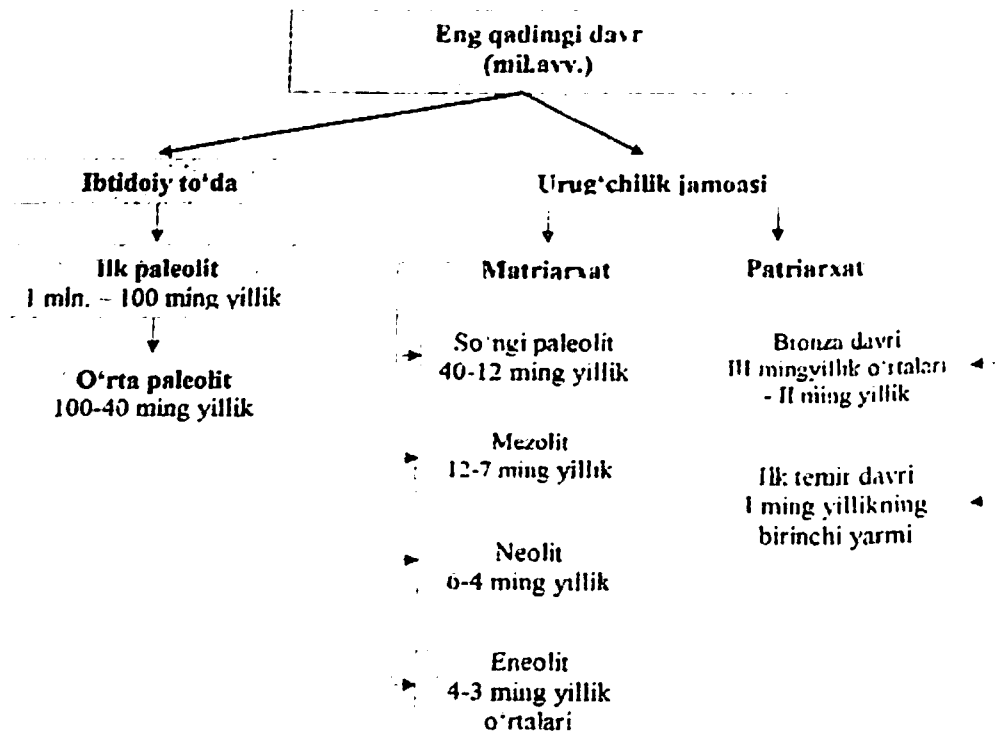 Eng qadimgi davr
(mil.avv.)
Ibtidoiy to‘da
Urug‘chilik jamoasi
Ilk paleolit
1 mln. – 100 ming yillik
O‘rta paleolit
100-40 ming yillik
Matriarxat
So‘ngi paleolit
40-12 ming yillik
Mezolit
12-7 ming yillik
Neolit
6-4 ming yillik
Eneolit
4-3 ming yillik
o‘rtalari
Patriarxat
Bronza davri
III mingyillik o‘rtalari
- II ming yillik
Ilk temir davri
I ming yillikning
birinchi yarmi